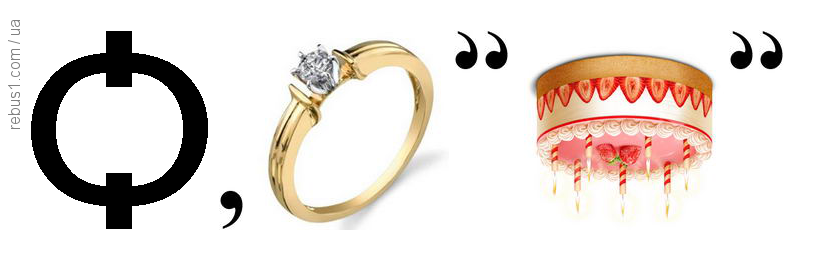 rebus1.com/ua
Ф
,
,,
,,